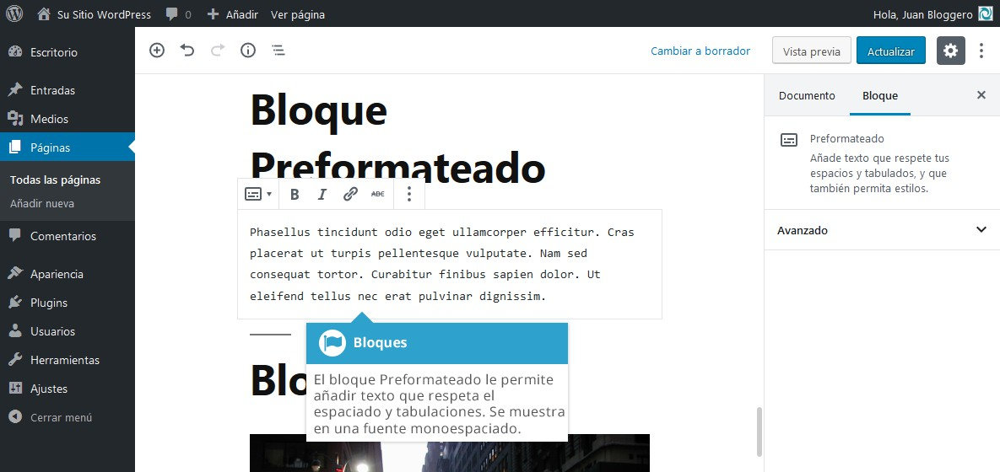 Su Sitio WordPress 0 Añadir Ver página Hola, Juan Bloggero
Escritorio
Entradas
Medios
Páginas
Todas las páginas
Añadir nueva
Comentarios
Apariencia
Plugins
Usuarios
Herramientas
Ajustes
Cerrar menú
Cambiar a borrador Vista previa Actualizar
Bloque
Preformateado
B I ABC
Phasellus tincidunt odio eget ullamcorper efficitur. Cras
placerat ut turpis pellentesque vulputate. Nam sed
consequat tortor. Curabitur finibus sapien dolor. Ut
eleifend tellus nec erat pulvinar dignissim.
Bloques
El bloque Preformateado le permite
añadir texto que respeta el
espaciado y tabulaciones. Se muestra
en una fuente monoespaciado.
Documento Bloque
Preformateado
Añade texto que respete tus
espacios y tabulados, y que
también permita estilos.
Avanzado